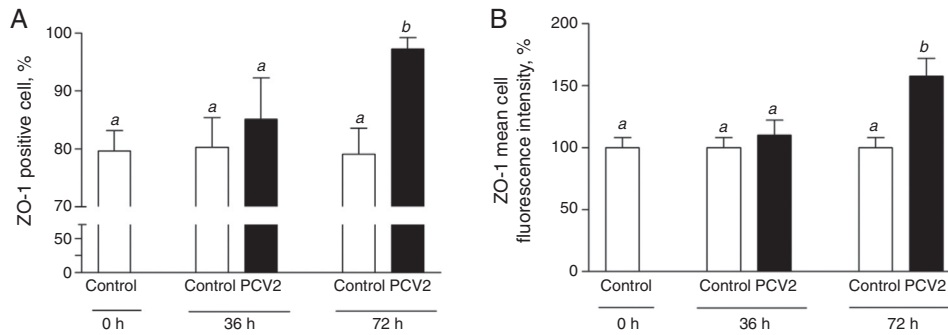 A
ZO-1 positive cell, %
100
90
80
70
50
0
a
a
a
a
b
Control
Control PCV2
Control PCV2
0 h
36 h
72 h
B
ZO-1 mean cell
fluorescence intensity, %
200
150
100
50
0
a
a
a
a
b
Control
Control PCV2
Control PCV2
0 h
36 h
72 h